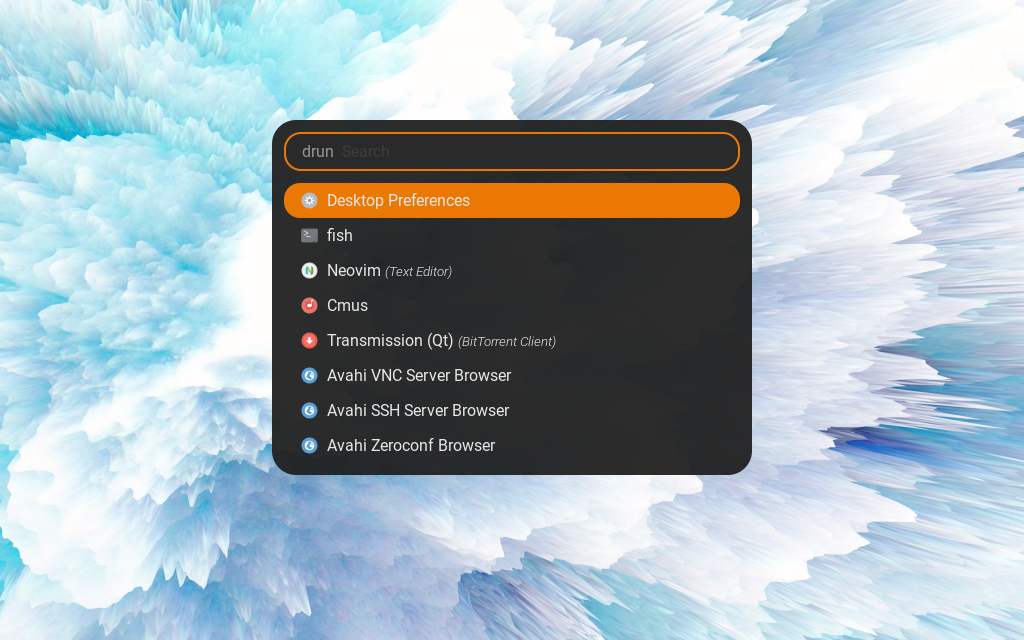 drun Search
Desktop Preferences
fish
Neovim (Text Editor)
Cmus
Transmission (Qt) (BitTorrent Client)
Avahi VNC Server Browser
Avahi SSH Server Browser
Avahi Zeroconf Browser